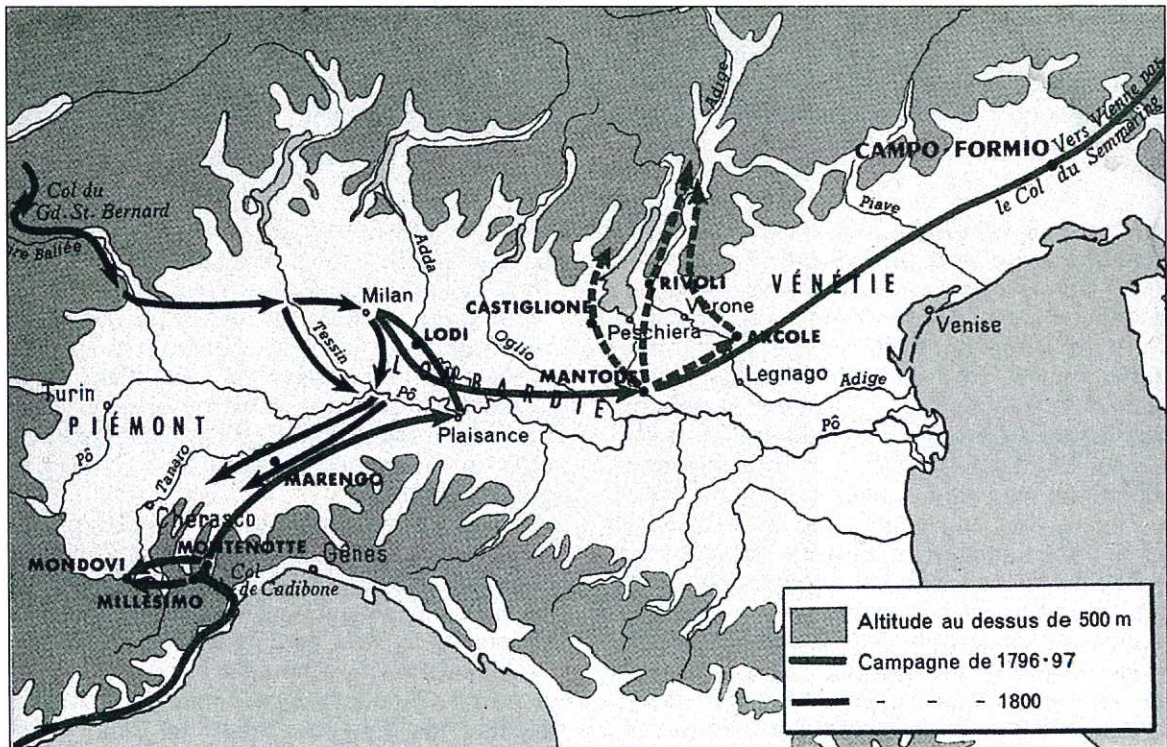 Adige
Vers Vienne par
le Col du Semmering
CAMPO-FORMIO
Col du
Gd. St. Bernard
Piave
Adda
Milan
RIVOLI
VÉNÉTIE
CASTIGLIONE
Verone
LODI
Peschiera
ARCOLE
Venise
Tessin
Oglio
LOMBARDIE
MANTOUE
Legnago
Adige
Turin
PIÉMONT
Pô
Plaisance
Pô
Pô
Tanaro
MARENGO
Cherasco
MONTENOTTE
MONDOVI
Gênes
Col
de Cadibone
MILLÉSIMO
Altitude au dessus de 500 m
Campagne de 1796-97
- - - 1800